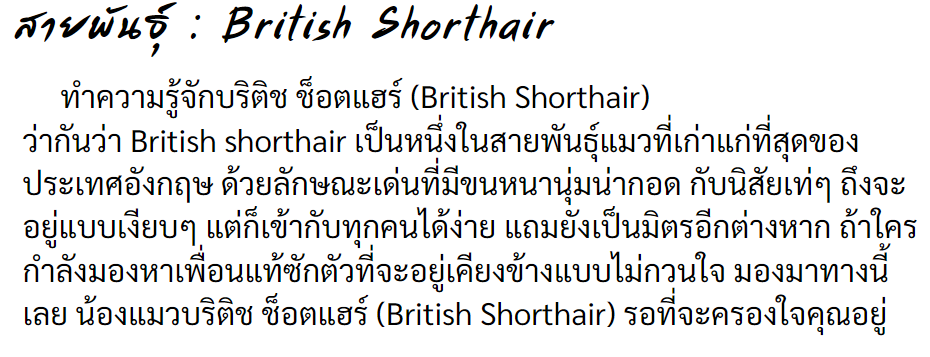 สายพันธุ์ : British Shorthair
ทำความรู้จักบริติช ช็อตแฮร์ (British Shorthair)
ว่ากันว่า British shorthair เป็นหนึ่งในสายพันธุ์แมวที่เก่าแก่ที่สุดของ
ประเทศอังกฤษ ด้วยลักษณะเด่นที่มีขนหนานุ่มน่ากอด กับนิสัยเท่ๆ ถึงจะ
อยู่แบบเงียบๆ แต่ก็เข้ากับทุกคนได้ง่าย แถมยังเป็นมิตรอีกต่างหาก ถ้าใคร
กำลังมองหาเพื่อนแท้ซักตัวที่จะอยู่เคียงข้างแบบไม่กวนใจ มองมาทางนี้
เลย น้องแมวบริติช ช็อตแฮร์ (British Shorthair) รอที่จะครองใจคุณอยู่